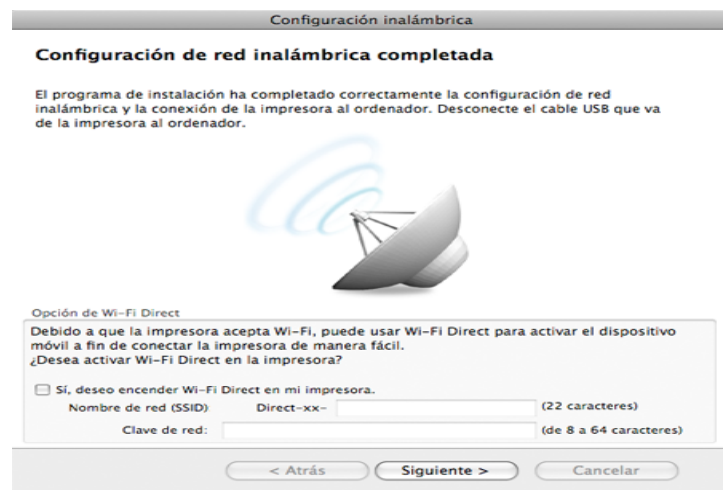 Configuración inalámbrica
Configuración de red inalámbrica completada
El programa de instalación ha completado correctamente la configuración de red
inalámbrica y la conexión de la impresora al ordenador. Desconecte el cable USB que va
de la impresora al ordenador.
Opción de Wi-Fi Direct
Debido a que la impresora acepta Wi-Fi, puede usar Wi-Fi Direct para activar el dispositivo
móvil a fin de conectar la impresora de manera fácil.
¿Desea activar Wi-Fi Direct en la impresora?
Sí, deseo encender Wi-Fi Direct en mi impresora.
Nombre de red (SSID) Direct-xx- (22 caracteres)
Clave de red: (de 8 a 64 caracteres)
< Atrás Siguiente > Cancelar